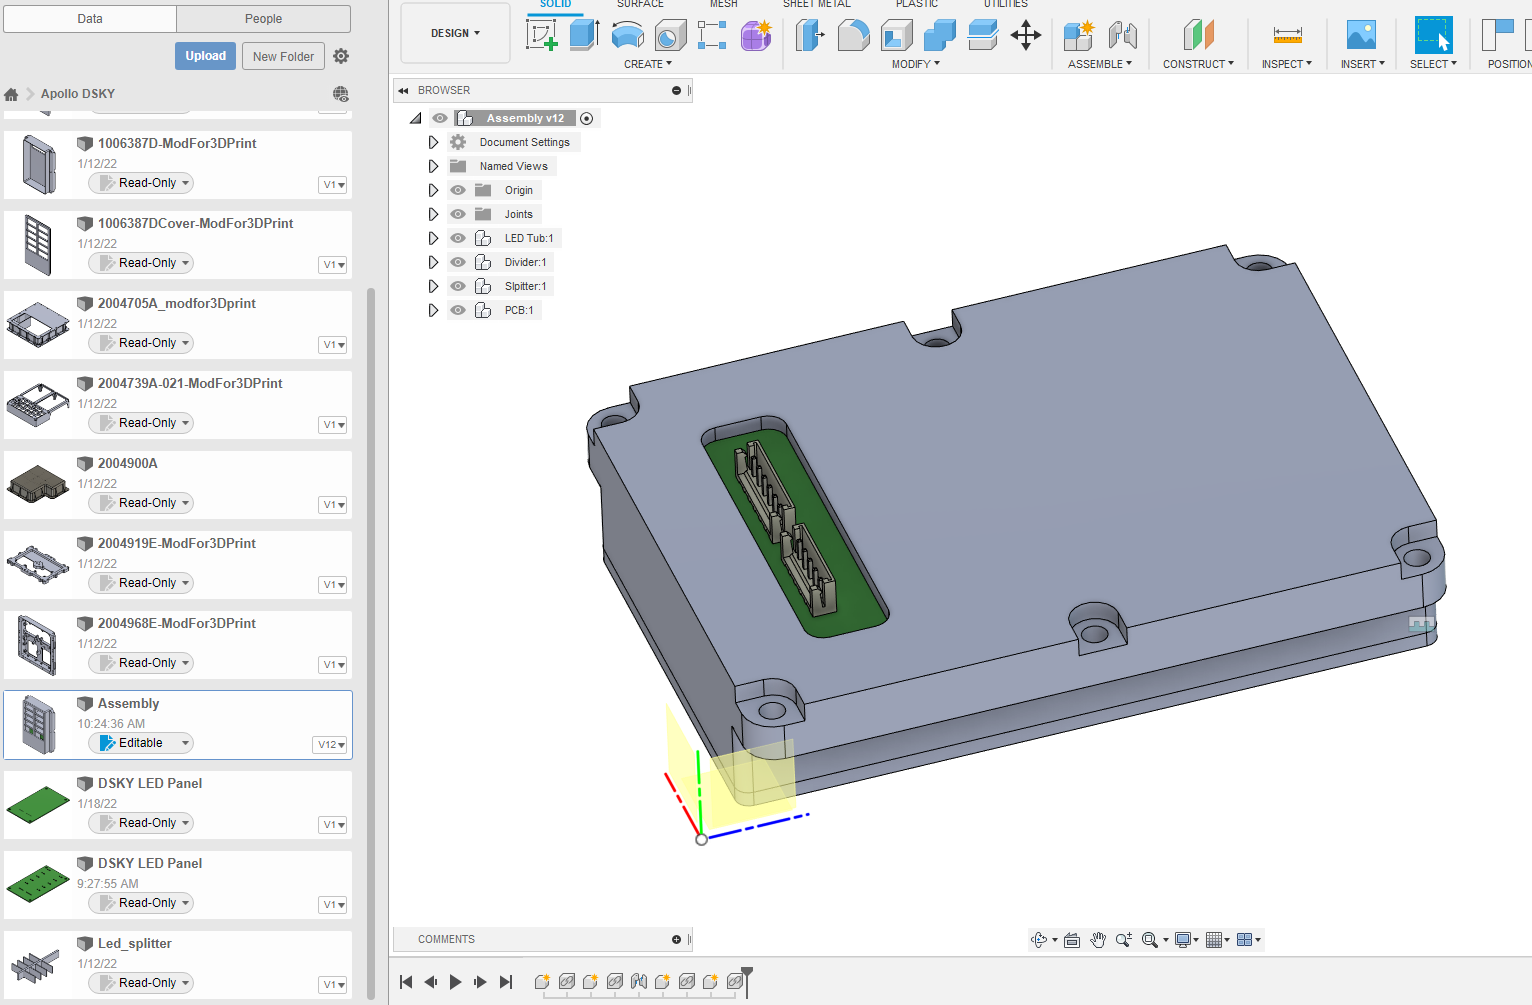 Data
People
Upload
New Folder
Apollo DSKY
1006387D-ModFor3DPrint
1/12/22
Read-Only
V1
1006387DCover-ModFor3DPrint
1/12/22
Read-Only
V1
2004705A_modfor3Dprint
1/12/22
Read-Only
V1
2004739A-021-ModFor3DPrint
1/12/22
Read-Only
V1
2004900A
1/12/22
Read-Only
V1
2004919E-ModFor3DPrint
1/12/22
Read-Only
V1
2004968E-ModFor3DPrint
1/12/22
Read-Only
V1
Assembly
10:24:36 AM
Editable
V12
DSKY LED Panel
1/18/22
Read-Only
V1
DSKY LED Panel
9:27:55 AM
Read-Only
V1
Led_splitter
1/12/22
Read-Only
V1
DESIGN
SOLID
SURFACE
MESH
SHEET METAL
PLASTIC
UTILITIES
CREATE
MODIFY
ASSEMBLE
CONSTRUCT
INSPECT
INSERT
SELECT
POSITION
BROWSER
Assembly v12
Document Settings
Named Views
Origin
Joints
LED Tub:1
Divider:1
Slpitter:1
PCB:1
COMMENTS